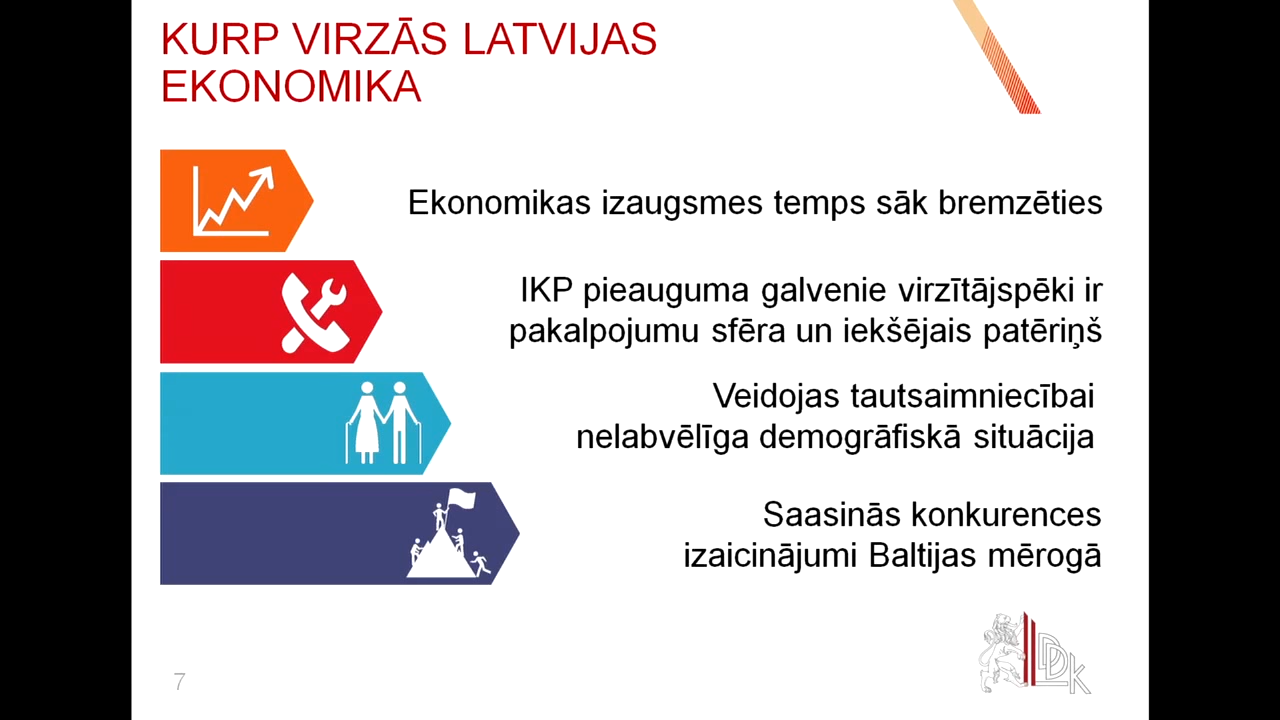 KURP VIRZĀS LATVIJAS
EKONOMIKA
Ekonomikas izaugsmes temps sāk bremzēties
IKP pieauguma galvenie virzītājspēki ir
pakalpojumu sfēra un iekšējais patēriņš
Veidojas tautsaimniecībai
nelabvēlīga demogrāfiskā situācija
Saasinās konkurences
izaicinājumi Baltijas mērogā
LDDK
7